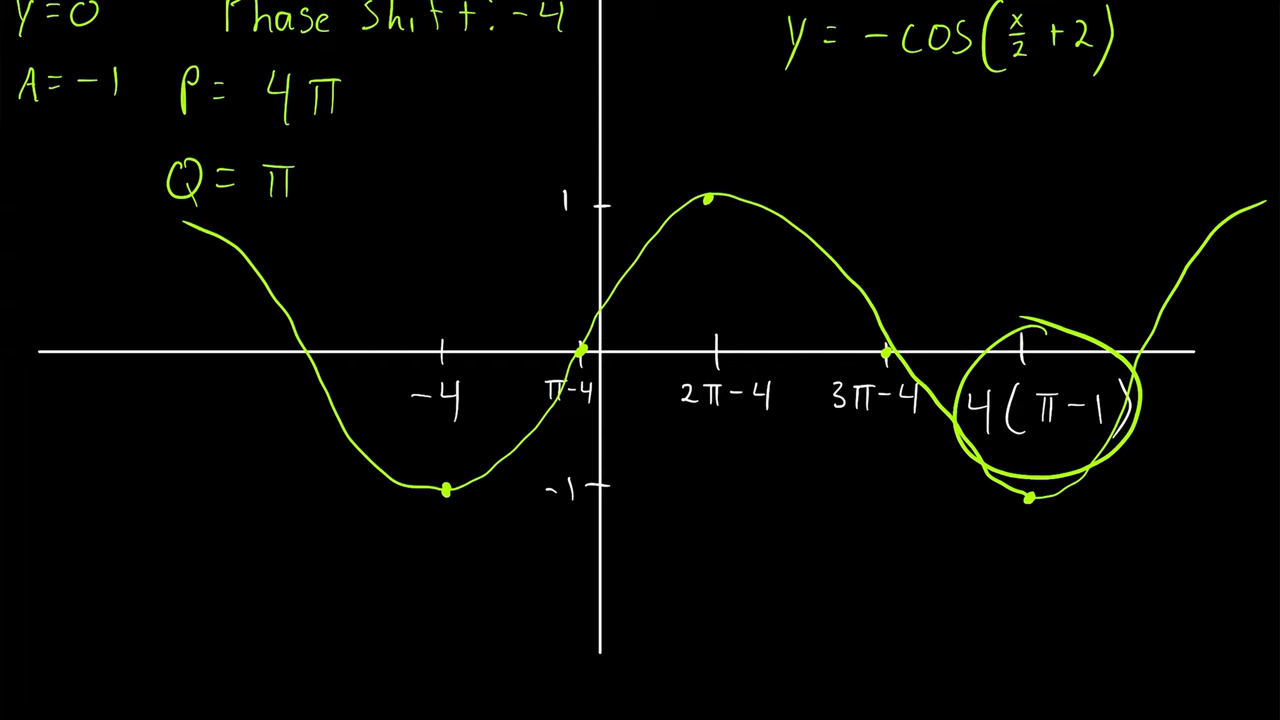 y=0 Phase Shift: -4
y = -cos(x/2 + 2)
A = -1 P = 4π
Q = π
1
-4 π-4 2π-4 3π-4 4(π-1)
-1